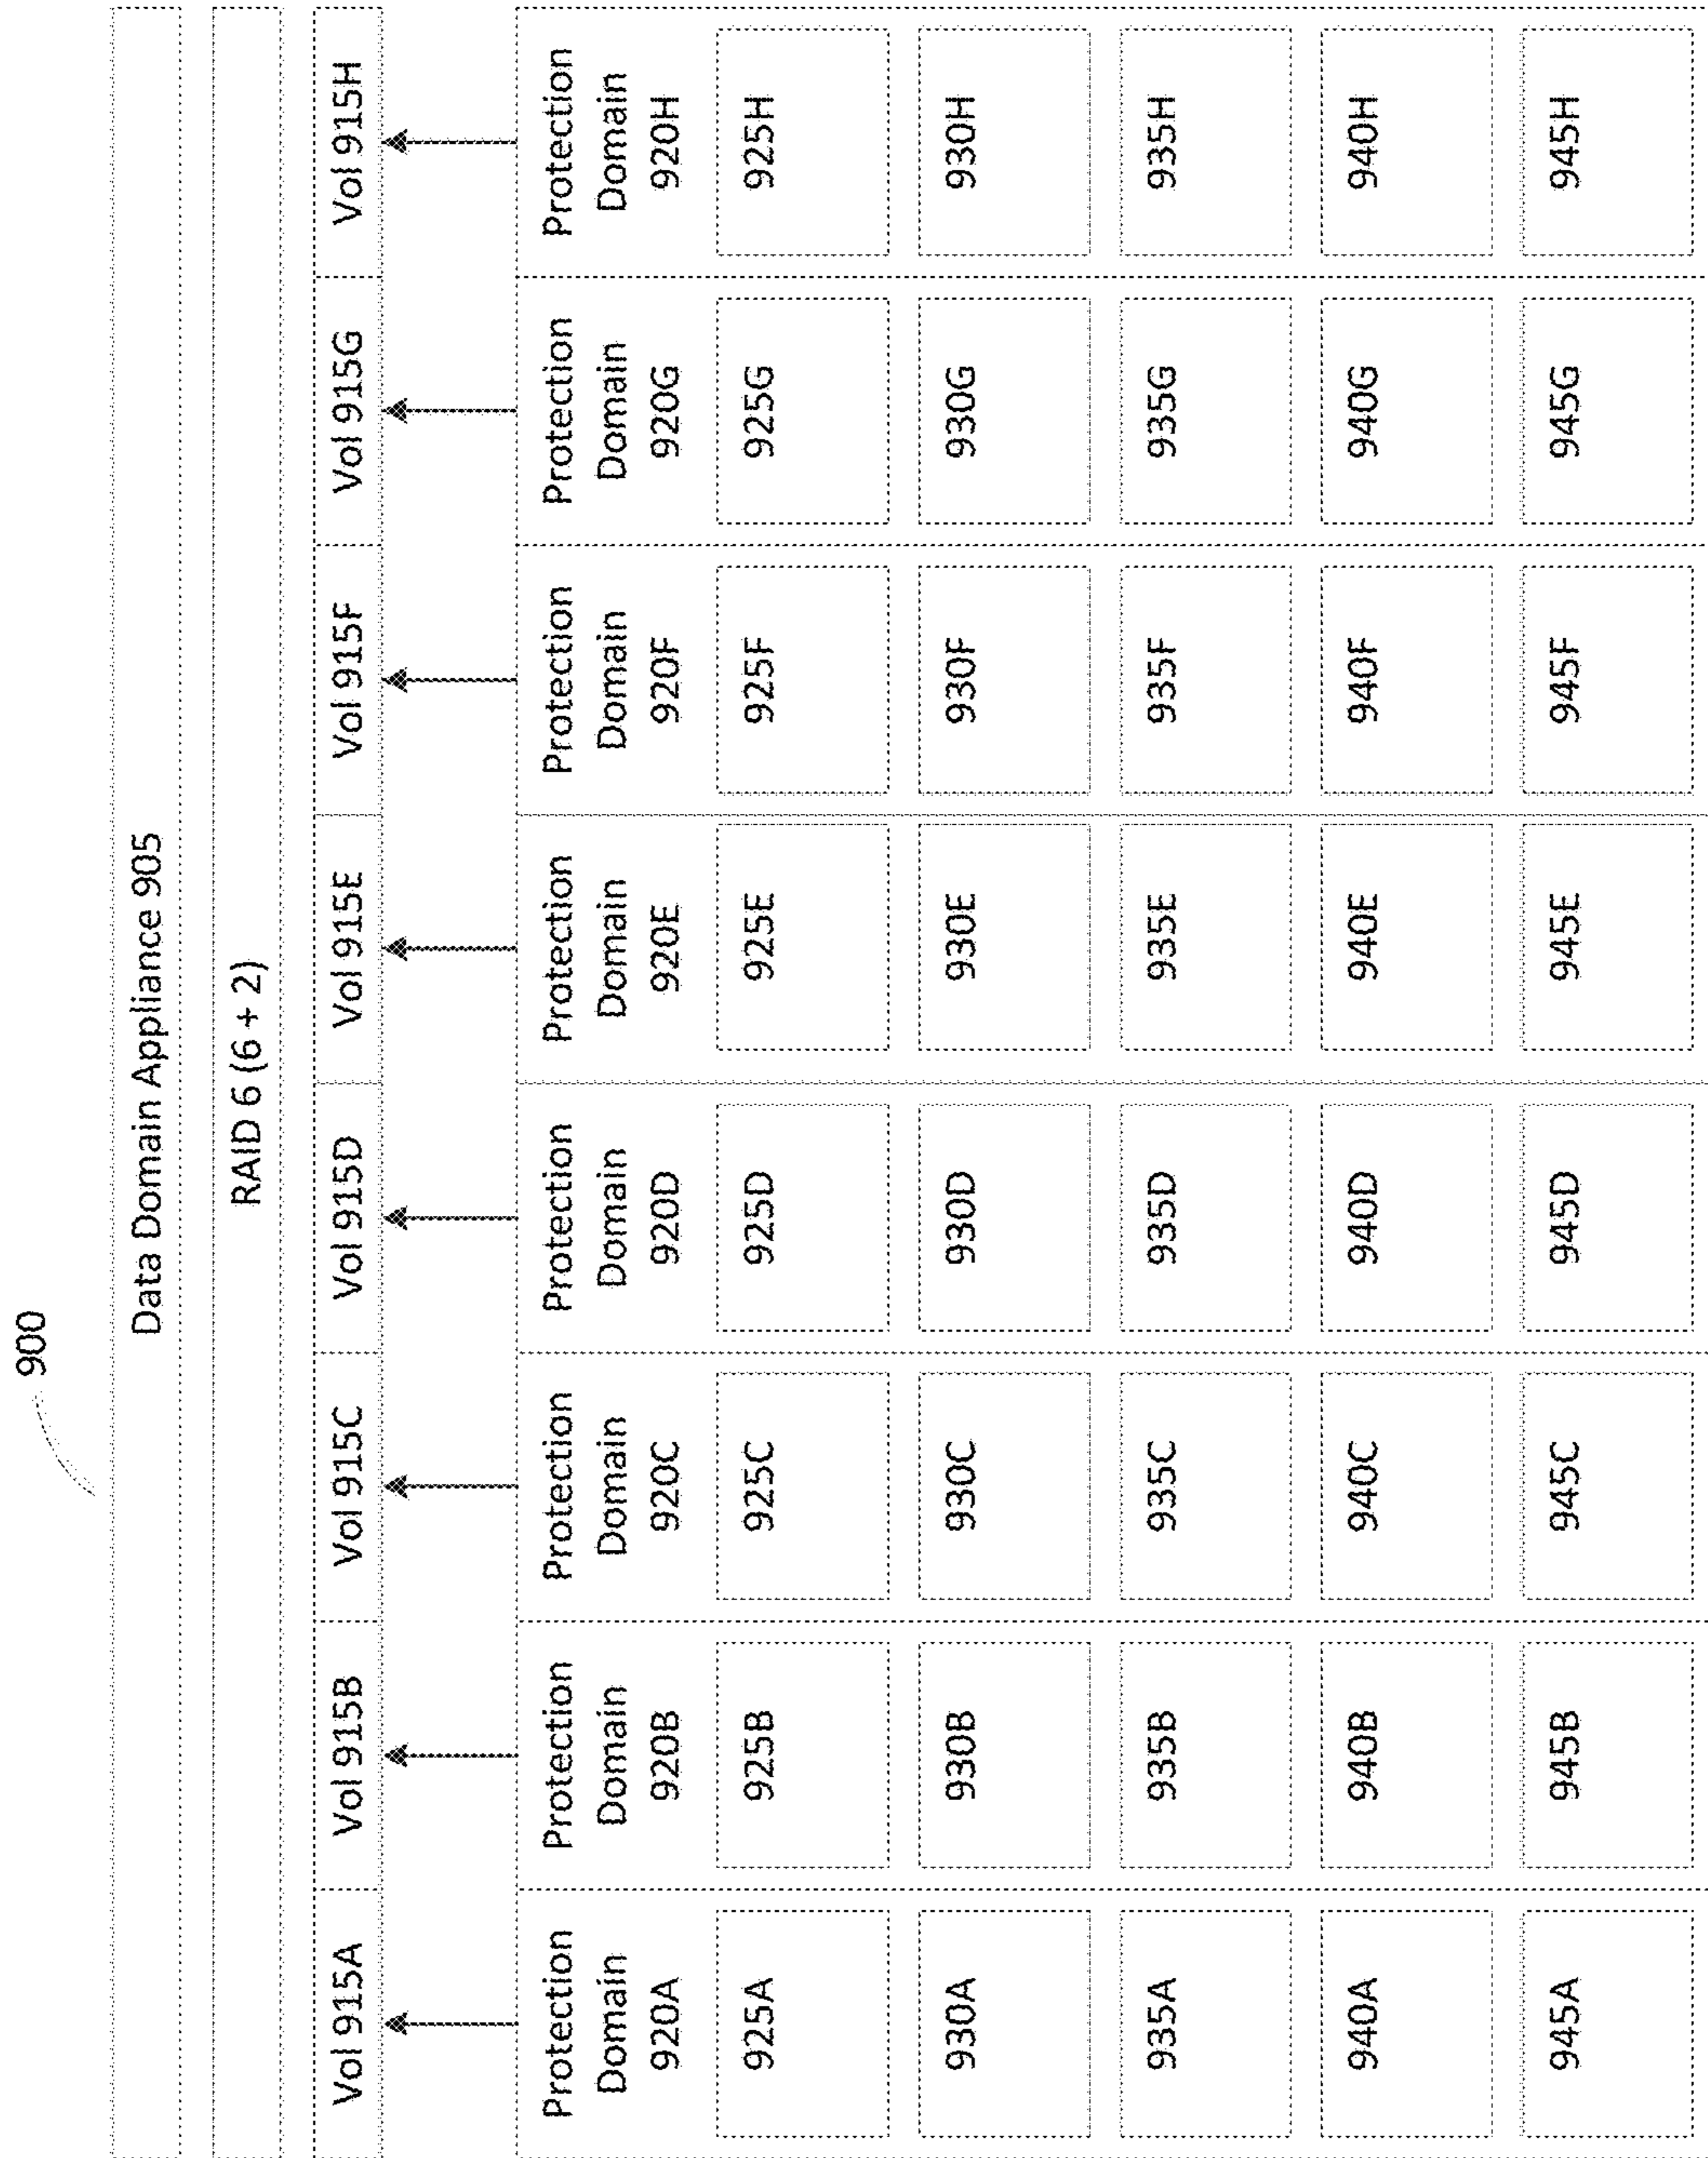 900
Data Domain Appliance 905
RAID 6 (6 + 2)
Vol 915A Vol 915B Vol 915C Vol 915D Vol 915E Vol 915F Vol 915G Vol 915H
Protection Protection Protection Protection Protection Protection Protection Protection
Domain Domain Domain Domain Domain Domain Domain Domain
920A 920B 920C 920D 920E 920F 920G 920H
925A 925B 925C 925D 925E 925F 925G 925H
930A 930B 930C 930D 930E 930F 930G 930H
935A 935B 935C 935D 935E 935F 935G 935H
940A 940B 940C 940D 940E 940F 940G 940H
945A 945B 945C 945D 945E 945F 945G 945H